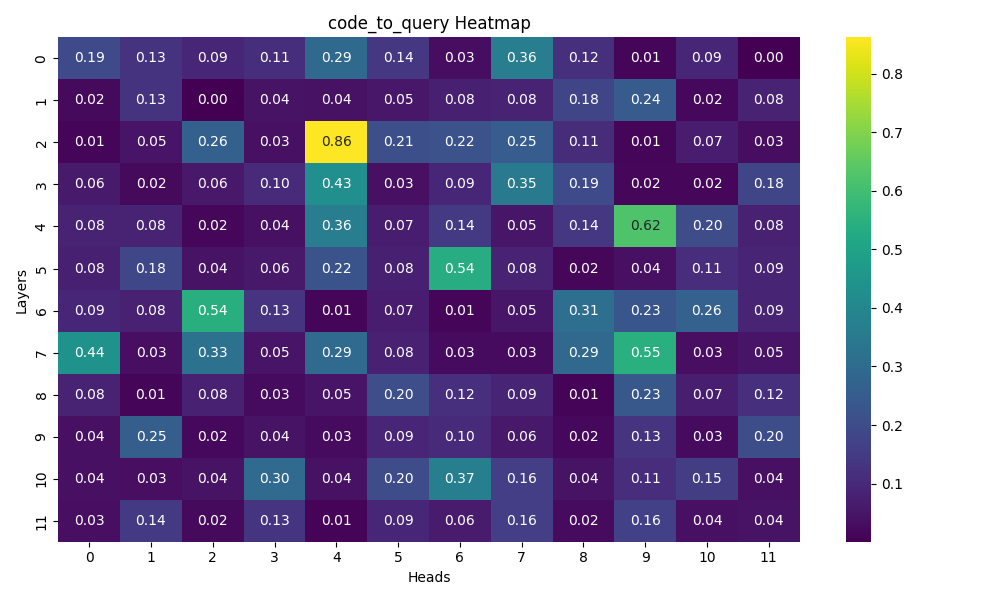 code_to_query Heatmap
0 0.19 0.13 0.09 0.11 0.29 0.14 0.03 0.36 0.12 0.01 0.09 0.00
1 0.02 0.13 0.00 0.04 0.04 0.05 0.08 0.08 0.18 0.24 0.02 0.08
2 0.01 0.05 0.26 0.03 0.86 0.21 0.22 0.25 0.11 0.01 0.07 0.03
3 0.06 0.02 0.06 0.10 0.43 0.03 0.09 0.35 0.19 0.02 0.02 0.18
4 0.08 0.08 0.02 0.04 0.36 0.07 0.14 0.05 0.14 0.62 0.20 0.08
5 0.08 0.18 0.04 0.06 0.22 0.08 0.54 0.08 0.02 0.04 0.11 0.09
6 0.09 0.08 0.54 0.13 0.01 0.07 0.01 0.05 0.31 0.23 0.26 0.09
7 0.44 0.03 0.33 0.05 0.29 0.08 0.03 0.03 0.29 0.55 0.03 0.05
8 0.08 0.01 0.08 0.03 0.05 0.20 0.12 0.09 0.01 0.23 0.07 0.12
9 0.04 0.25 0.02 0.04 0.03 0.09 0.10 0.06 0.02 0.13 0.03 0.20
10 0.04 0.03 0.04 0.30 0.04 0.20 0.37 0.16 0.04 0.11 0.15 0.04
11 0.03 0.14 0.02 0.13 0.01 0.09 0.06 0.16 0.02 0.16 0.04 0.04
0 1 2 3 4 5 6 7 8 9 10 11
Heads
Layers
0.8
0.7
0.6
0.5
0.4
0.3
0.2
0.1